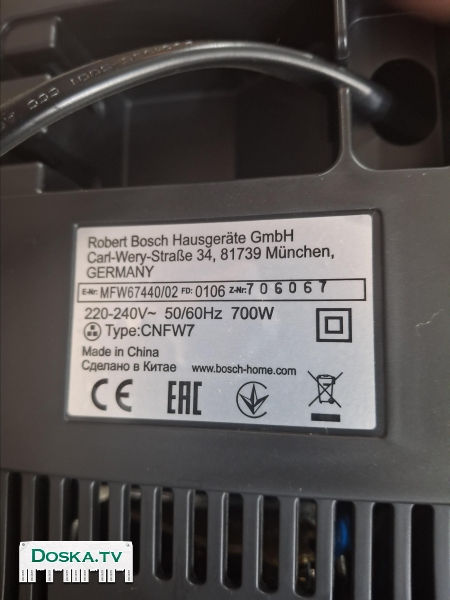 Robert Bosch Hausgeräte GmbH
Carl-Wery-Straße 34, 81739 München,
GERMANY
E-Nr: MFW67440/02 FD: 0106 Z-Nr: 706067
220-240V~ 50/60Hz 700W
Type:CNFW7
Made in China
Сделано в Китае www.bosch-home.com
CE EAC
DOSKA.TV